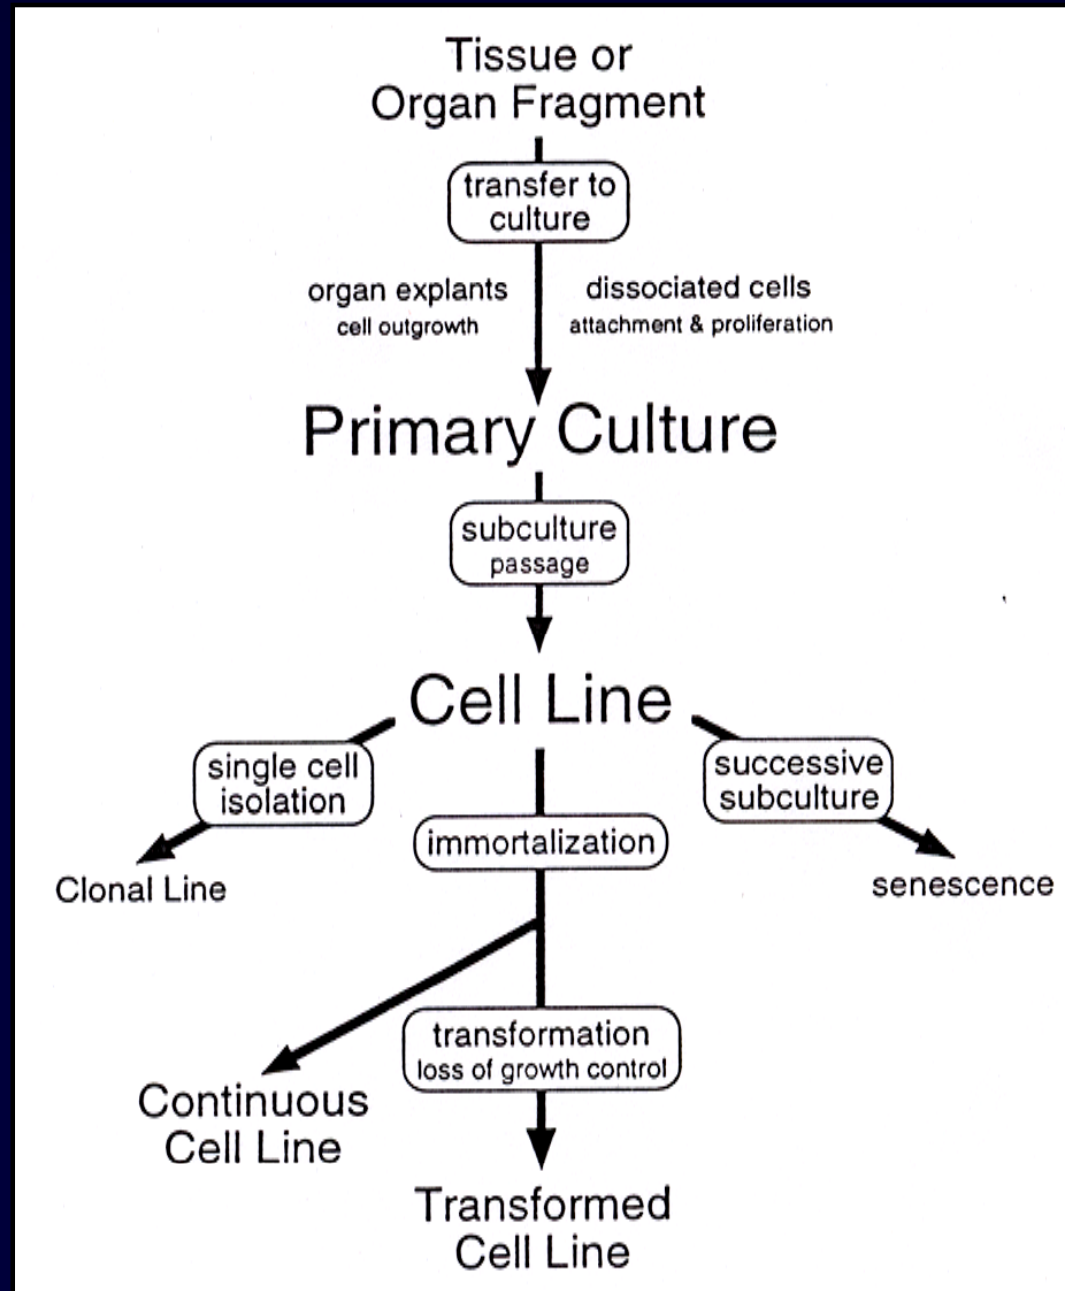 Tissue or
Organ Fragment
transfer to
culture
organ explants
cell outgrowth
dissociated cells
attachment & proliferation
Primary Culture
subculture
passage
Cell Line
single cell
isolation
successive
subculture
immortalization
Clonal Line
senescence
transformation
loss of growth control
Continuous
Cell Line
Transformed
Cell Line